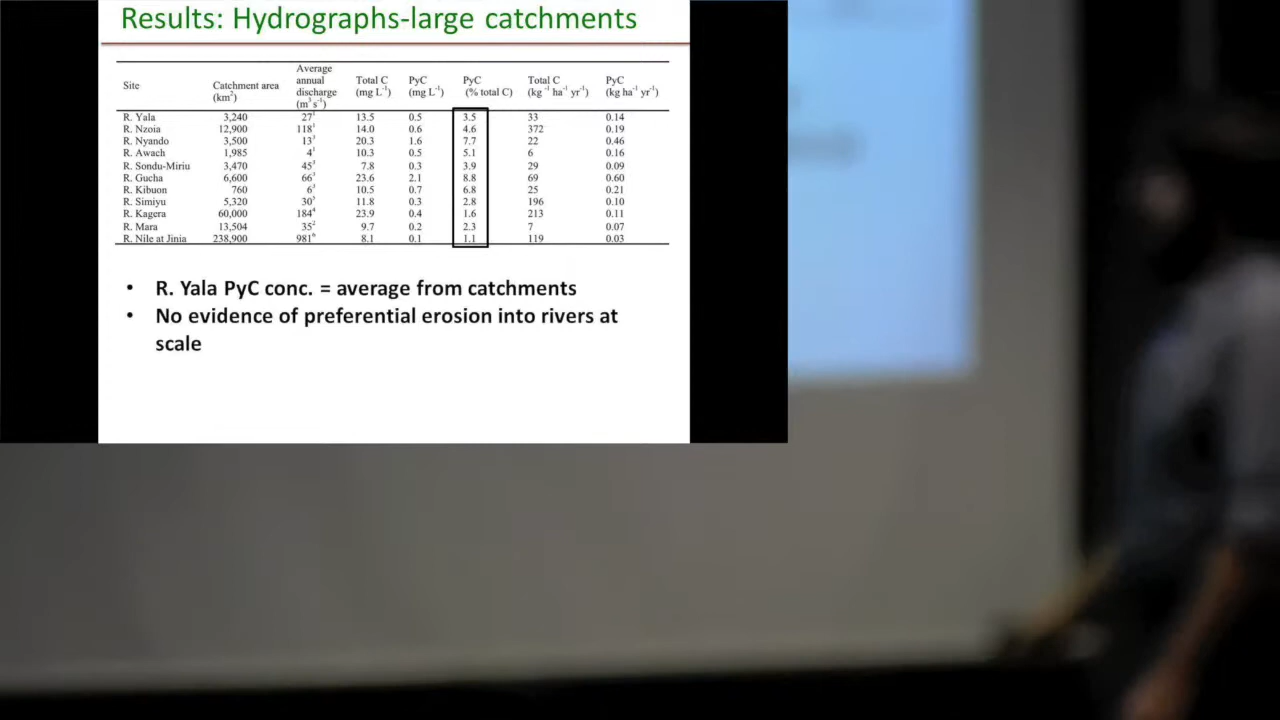 Results: Hydrographs-large catchments
Site Catchment area (km²) Average annual discharge (m³ s⁻¹) Total C (mg L⁻¹) PyC (mg L⁻¹) PyC (% total C) Total C (kg⁻¹ ha⁻¹ yr⁻¹) PyC (kg ha⁻¹ yr⁻¹)
R. Yala 3,240 27¹ 13.5 0.5 3.5 33 0.14
R. Nzoia 12,900 118¹ 14.0 0.6 4.6 372 0.19
R. Nyando 3,500 13³ 20.3 1.6 7.7 22 0.46
R. Awach 1,985 4¹ 10.3 0.5 5.1 6 0.16
R. Sondu-Miriu 3,470 45³ 7.8 0.3 3.9 29 0.09
R. Gucha 6,600 66³ 23.6 2.1 8.8 69 0.60
R. Kibuon 760 6³ 10.5 0.7 6.8 25 0.21
R. Simiyu 5,320 30⁵ 11.8 0.3 2.8 196 0.10
R. Kagera 60,000 184⁴ 23.9 0.4 1.6 213 0.11
R. Mara 13,504 35² 9.7 0.2 2.3 7 0.07
R. Nile at Jinia 238,900 981⁶ 8.1 0.1 1.1 119 0.03
• R. Yala PyC conc. = average from catchments
• No evidence of preferential erosion into rivers at
scale